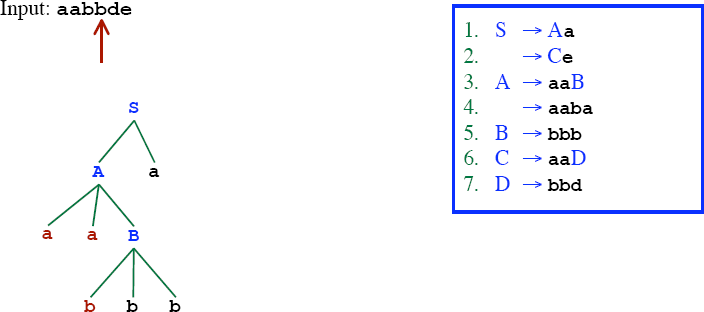 Input: aabbde
1. S → Aa
2. → Ce
3. A → aaB
4. → aaba
5. B → bbb
6. C → aaD
7. D → bbd
S
A a
a a B
b b b